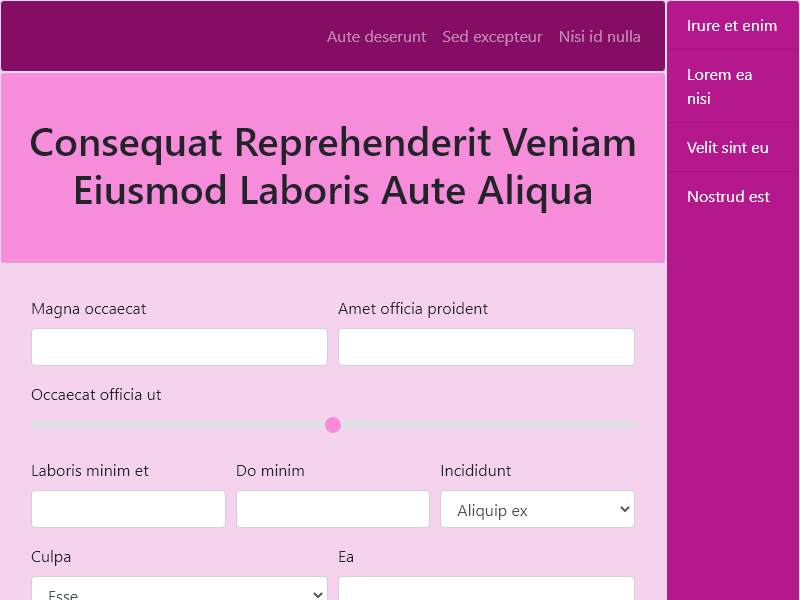 Aute deserunt Sed excepteur Nisi id nulla
Consequat Reprehenderit Veniam
Eiusmod Laboris Aute Aliqua
Magna occaecat
Amet officia proident
Occaecat officia ut
Laboris minim et
Do minim
Incididunt
Aliquip ex
Culpa
Esse
Ea
Irure et enim
Lorem ea
nisi
Velit sint eu
Nostrud est